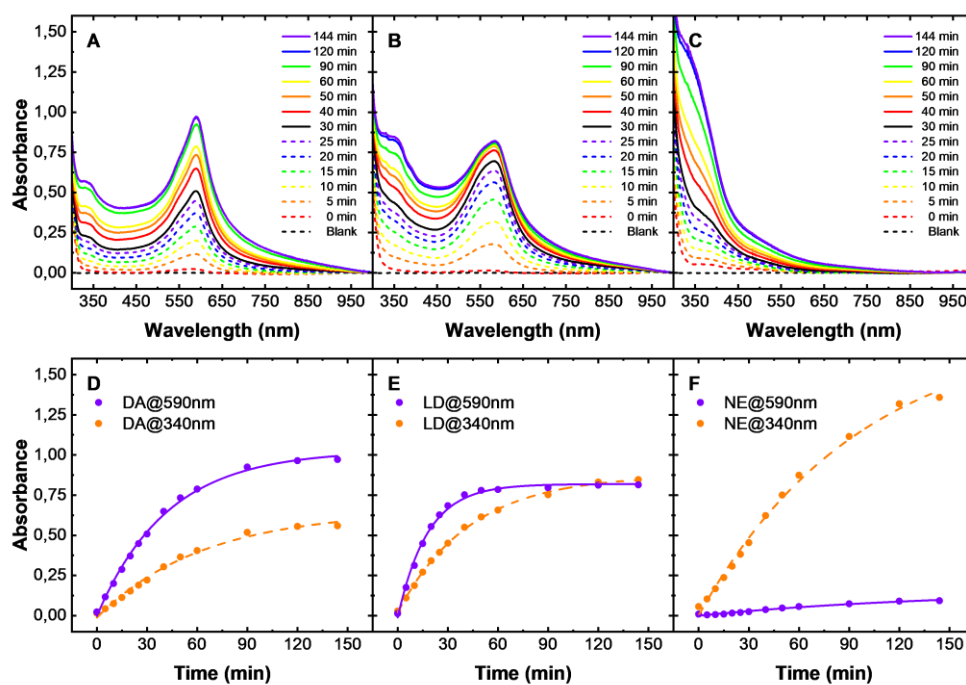 Absorbance
1,50
1,25
1,00
0,75
0,50
0,25
0,00
A
144 min
120 min
90 min
60 min
50 min
40 min
30 min
25 min
20 min
15 min
10 min
5 min
0 min
Blank
350 450 550 650 750 850 950
Wavelength (nm)
B
144 min
120 min
90 min
60 min
50 min
40 min
30 min
25 min
20 min
15 min
10 min
5 min
0 min
Blank
350 450 550 650 750 850 950
Wavelength (nm)
C
144 min
120 min
90 min
60 min
50 min
40 min
30 min
25 min
20 min
15 min
10 min
5 min
0 min
Blank
350 450 550 650 750 850 950
Wavelength (nm)
Absorbance
1,50
1,25
1,00
0,75
0,50
0,25
0,00
D
DA@590nm
DA@340nm
0 30 60 90 120 150
Time (min)
E
LD@590nm
LD@340nm
0 30 60 90 120 150
Time (min)
F
NE@590nm
NE@340nm
0 30 60 90 120 150
Time (min)